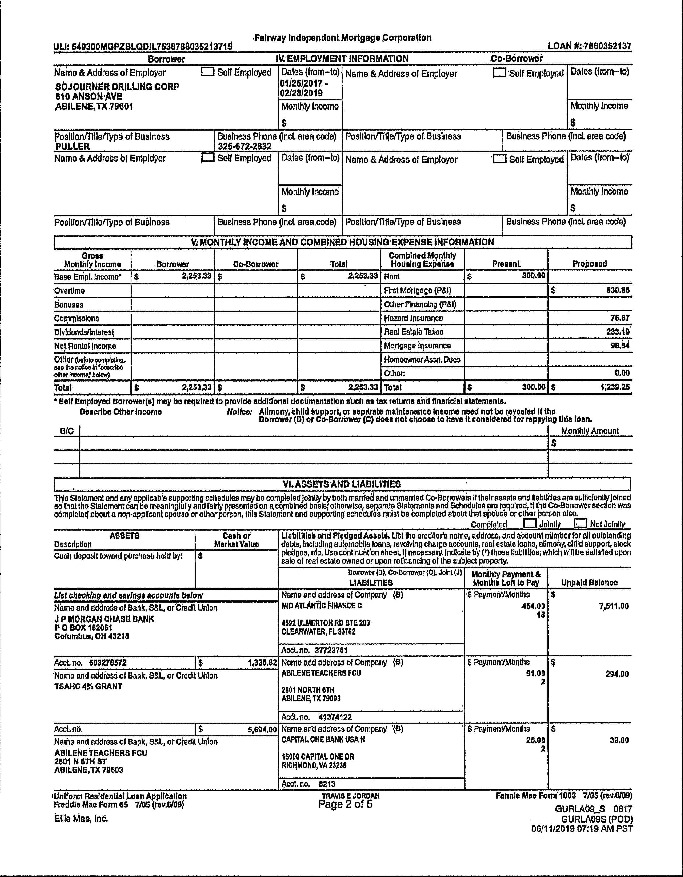 Fairway Independent Mortgage Corporation
LOAN #: 7880352137
Borrower IV. EMPLOYMENT INFORMATION Co-Borrower
Name & Address of Employer Self Employed Dates (from–to) Name & Address of Employer Self Employed Dates (from–to)
SOJOURNER DRILLING CORP 01/25/2017 -
610 ANSON AVE 02/28/2019
ABILENE, TX 79601 Monthly Income Monthly Income
$ $
Position/Title/Type of Business Business Phone (incl. area code) Position/Title/Type of Business Business Phone (incl. area code)
PULLER 325-672-2832
Name & Address of Employer Self Employed Dates (from–to) Name & Address of Employer Self Employed Dates (from–to)
Monthly Income Monthly Income
$ $
Position/Title/Type of Business Business Phone (incl. area code) Position/Title/Type of Business Business Phone (incl. area code)
V. MONTHLY INCOME AND COMBINED HOUSING EXPENSE INFORMATION
Gross Monthly Income Borrower Co-Borrower Total Combined Monthly Housing Expense Present Proposed
Base Empl. Income* $ 2,253.33 $ $ 2,253.33 Rent $ 300.00
Overtime First Mortgage (P&I) $
Bonuses Other Financing (P&I)
Commissions Hazard Insurance
Dividends/Interest Real Estate Taxes 233.19
Net Rental Income Mortgage Insurance
Other (before completing, see the notice in "describe other income," below) Homeowner Assn. Dues
Other: 0.00
Total $ 2,253.33 $ $ 2,253.33 Total $ 300.00 $ 1,239.25
* Self Employed Borrower(s) may be required to provide additional documentation such as tax returns and financial statements.
Describe Other Income Notice: Alimony, child support, or separate maintenance income need not be revealed if the
Borrower (B) or Co-Borrower (C) does not choose to have it considered for repaying this loan.
B/C Monthly Amount
$
VI. ASSETS AND LIABILITIES
This Statement and any applicable supporting schedules may be completed jointly by both married and unmarried Co-Borrowers if their assets and liabilities are sufficiently joined
so that the Statement can be meaningfully and fairly presented on a combined basis; otherwise, separate Statements and Schedules are required. If the Co-Borrower section was
completed about a non-applicant spouse or other person, this Statement and supporting schedules must be completed about that spouse or other person also.
Completed Jointly Not Jointly
ASSETS Cash or
Description Market Value
Cash deposit toward purchase held by: $
Liabilities and Pledged Assets. List the creditor's name, address, and account number for all outstanding
debts, including automobile loans, revolving charge accounts, real estate loans, alimony, child support, stock
pledges, etc. Use continuation sheet, if necessary. Indicate by (*) those liabilities, which will be satisfied upon
sale of real estate owned or upon refinancing of the subject property.
Borrower (B), Co-Borrower (C), Joint (J)
LIABILITIES Monthly Payment & Months Left to Pay Unpaid Balance
List checking and savings accounts below
Name and address of Bank, S&L, or Credit Union
J P MORGAN CHASE BANK
P O BOX 182051
Columbus, OH 43218
Name and address of Company (B) $ Payment/Months $
MID ATLANTIC FINANCE C 454.00 7,511.00
4592 ULMERTON RD STE 200
CLEARWATER, FL 33762
Acct. no. 27723751
Acct. no. 603278572 $
Name and address of Bank, S&L, or Credit Union
TSAHC 4% GRANT
Name and address of Company (B) $ Payment/Months $
ABILENE TEACHERS FCU 91.00 294.00
2
2801 NORTH 6TH
ABILENE, TX 79603
Acct. no. 49374122
Acct. no. $ 5,694.00
Name and address of Bank, S&L, or Credit Union
ABILENE TEACHERS FCU
2801 N 6TH ST
ABILENE, TX 79603
Name and address of Company (B) $ Payment/Months $
CAPITAL ONE BANK USA N 25.00 39.00
2
15000 CAPITAL ONE DR
RICHMOND, VA 23238
Acct. no. 6213
Uniform Residential Loan Application TRAVIS E JORDAN Fannie Mae Form 1003 7/05 (rev.6/09)
Freddie Mac Form 65 7/05 (rev.6/09) Page 2 of 5
Ellie Mae, Inc. GURLA09_S 0817
GURLA09S (POD)
06/11/2019 07:19 AM PST